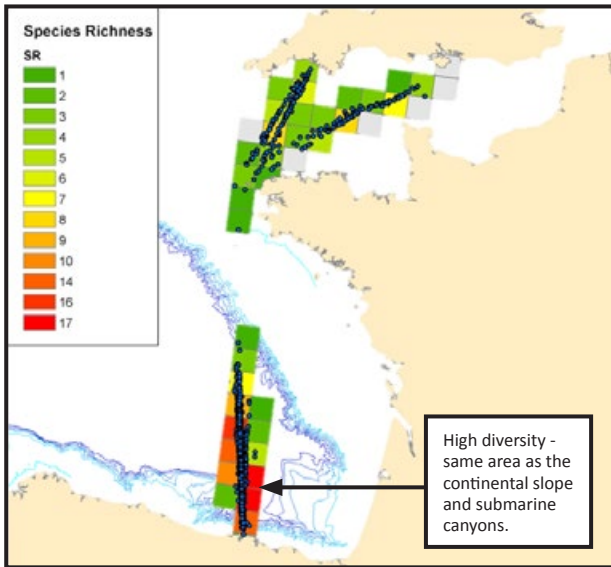 Species Richness
SR
1
2
3
4
5
6
7
8
9
10
14
16
17
High diversity -
same area as the
continental slope
and submarine
canyons.